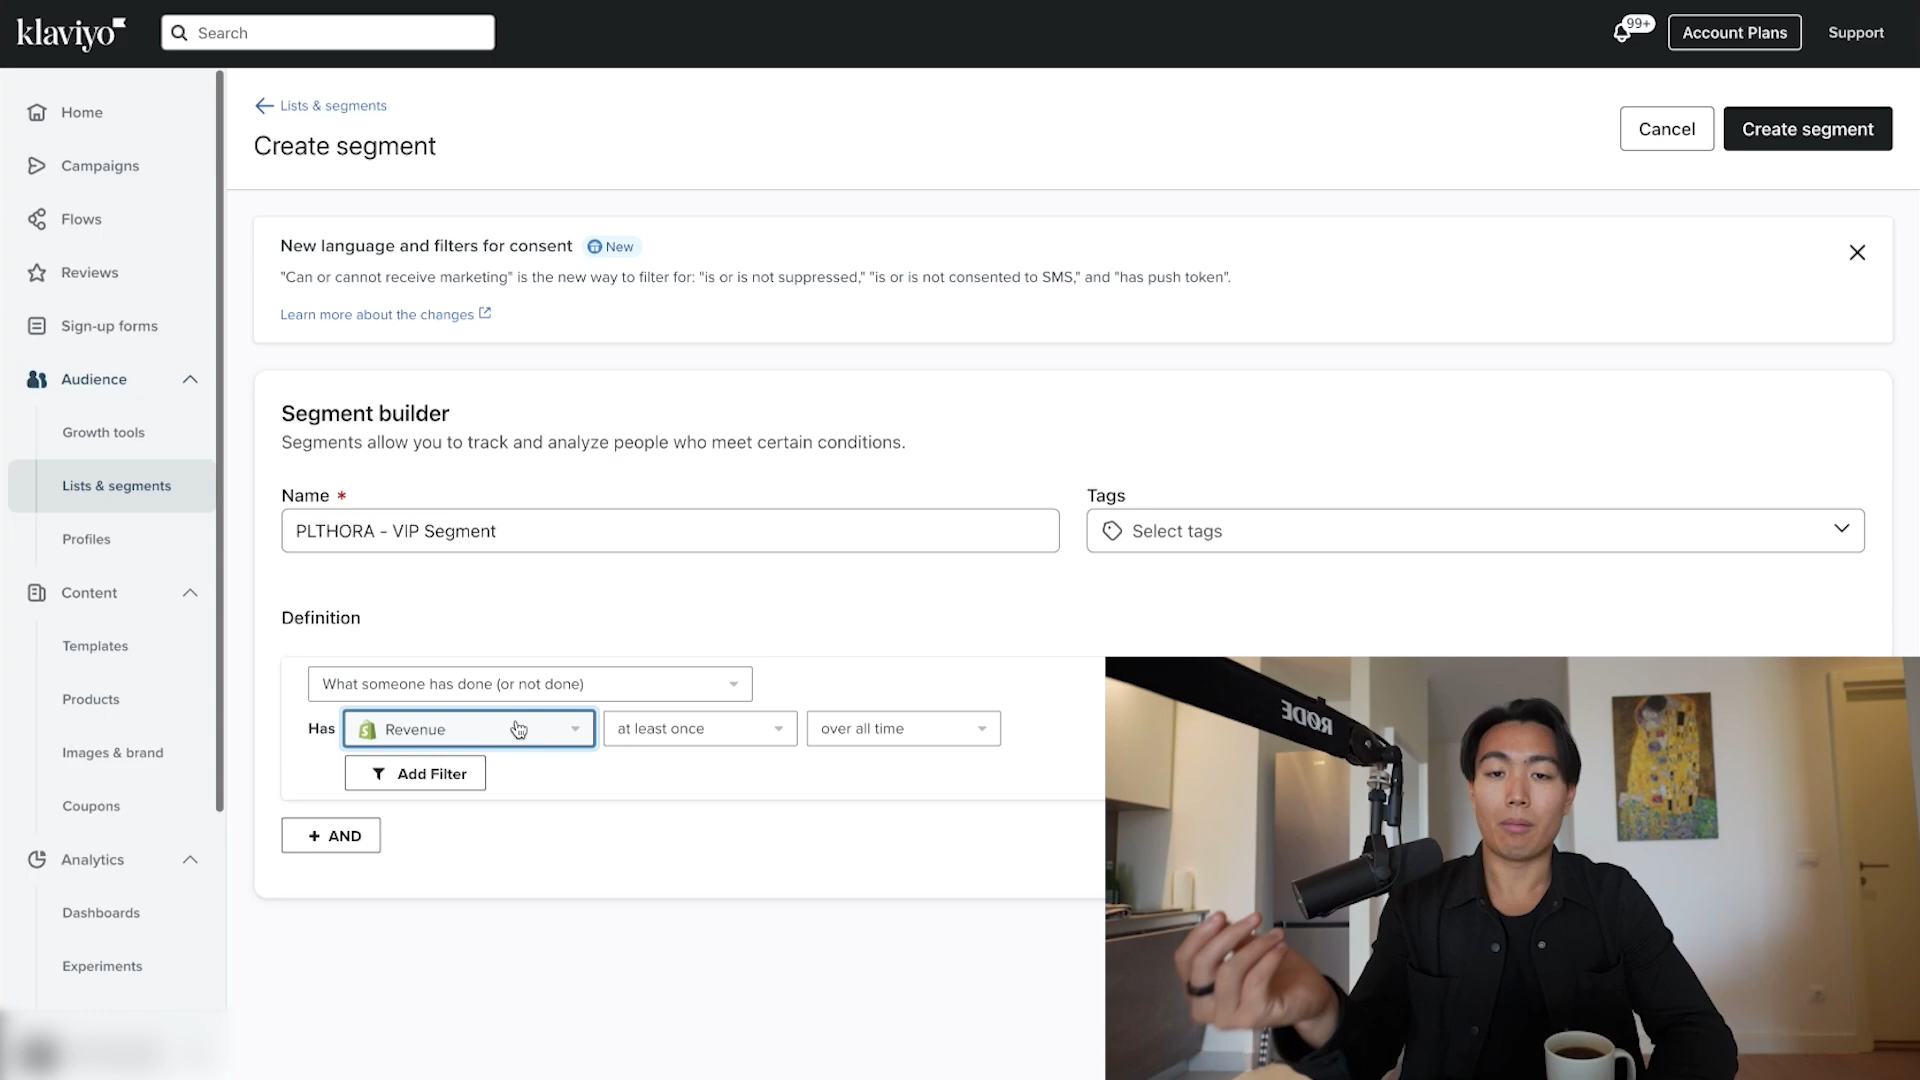 klaviyo
Search
99+
Account Plans
Support
Home
Campaigns
Flows
Reviews
Sign-up forms
Audience
Growth tools
Lists & segments
Profiles
Content
Templates
Products
Images & brand
Coupons
Analytics
Dashboards
Experiments
Lists & segments
Create segment
Cancel
Create segment
New language and filters for consent
New
"Can or cannot receive marketing" is the new way to filter for: "is or is not suppressed," "is or is not consented to SMS," and "has push token".
Learn more about the changes
Segment builder
Segments allow you to track and analyze people who meet certain conditions.
Name *
PLTHORA - VIP Segment
Tags
Select tags
Definition
What someone has done (or not done)
Has
Revenue
at least once
over all time
Add Filter
+ AND
RØDE